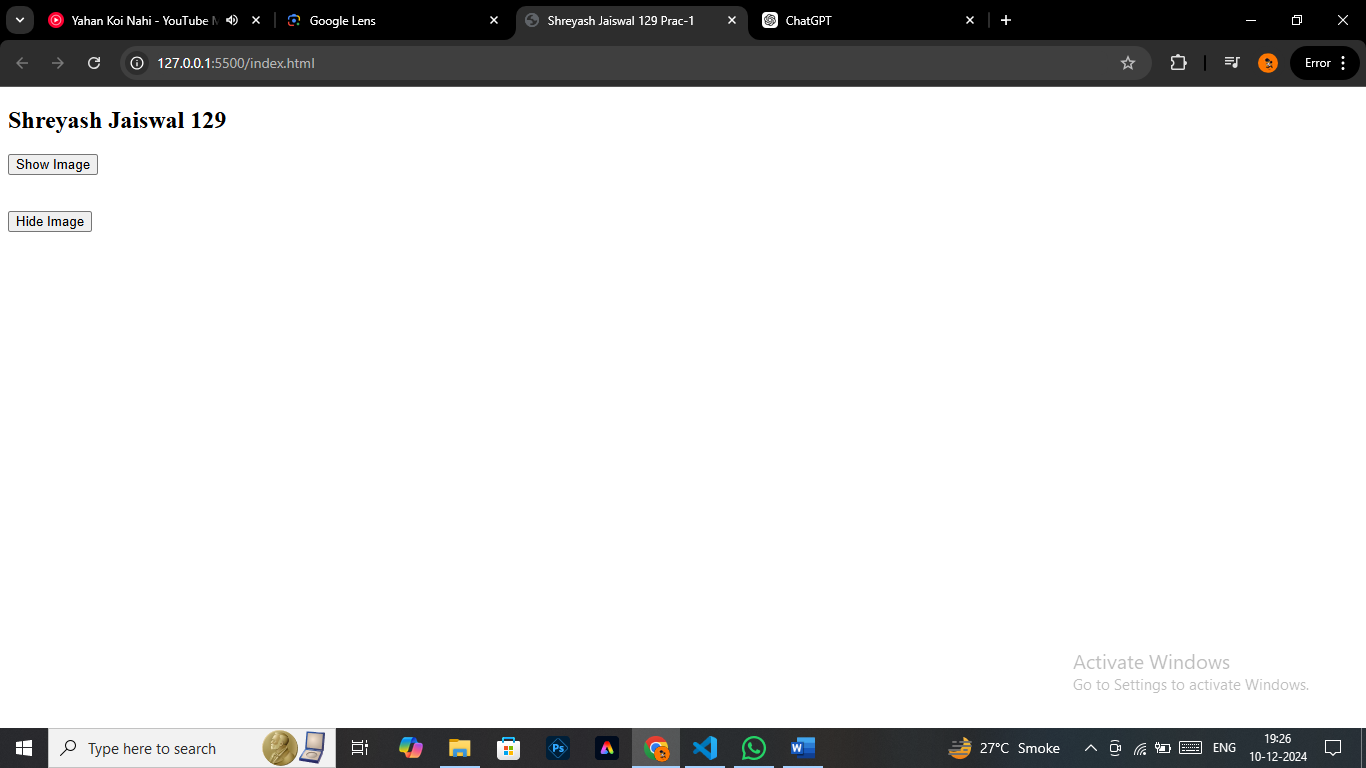 Yahan Koi Nahi - YouTube M
Google Lens
Shreyash Jaiswal 129 Prac-1
ChatGPT
127.0.0.1:5500/index.html
Error
Shreyash Jaiswal 129
Show Image
Hide Image
Activate Windows
Go to Settings to activate Windows.
Type here to search
Ps
W
27°C Smoke
ENG
19:26
10-12-2024